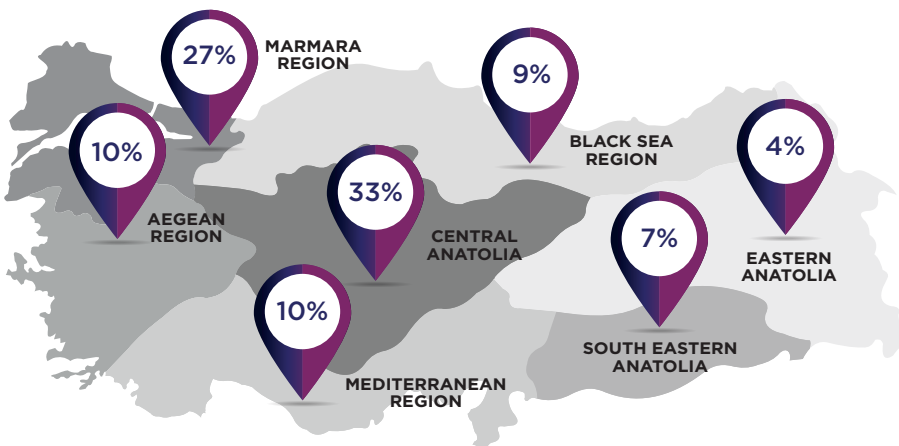 27%
MARMARA
REGION
9%
BLACK SEA
REGION
10%
AEGEAN
REGION
4%
EASTERN
ANATOLIA
33%
CENTRAL
ANATOLIA
7%
SOUTH EASTERN
ANATOLIA
10%
MEDITERRANEAN
REGION